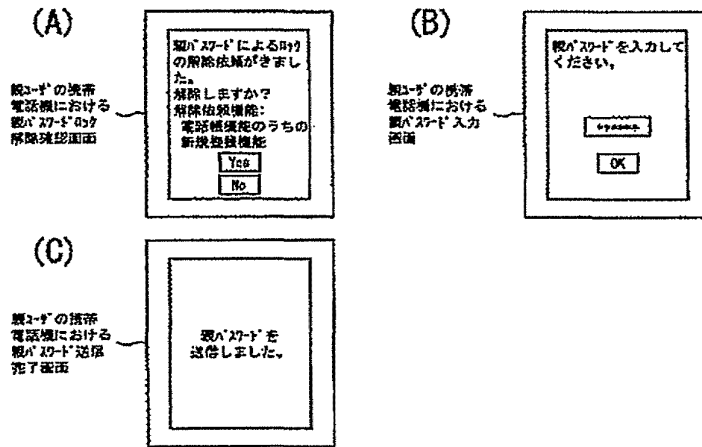 (A)
親ユーザの携帯
電話機における
親パスワードロック
解除確認画面
親パスワードによるロック
の解除依頼がきまし
た。
解除しますか？
解除依頼機能：
電話帳機能のうちの
新規登録機能
Yes
No
(B)
親ユーザの携帯
電話機における
親パスワード入力
画面
親パスワードを入力して
ください。
OK
(C)
親ユーザの携帯
電話機における
親パスワード送信
完了画面
親パスワードを
送信しました。